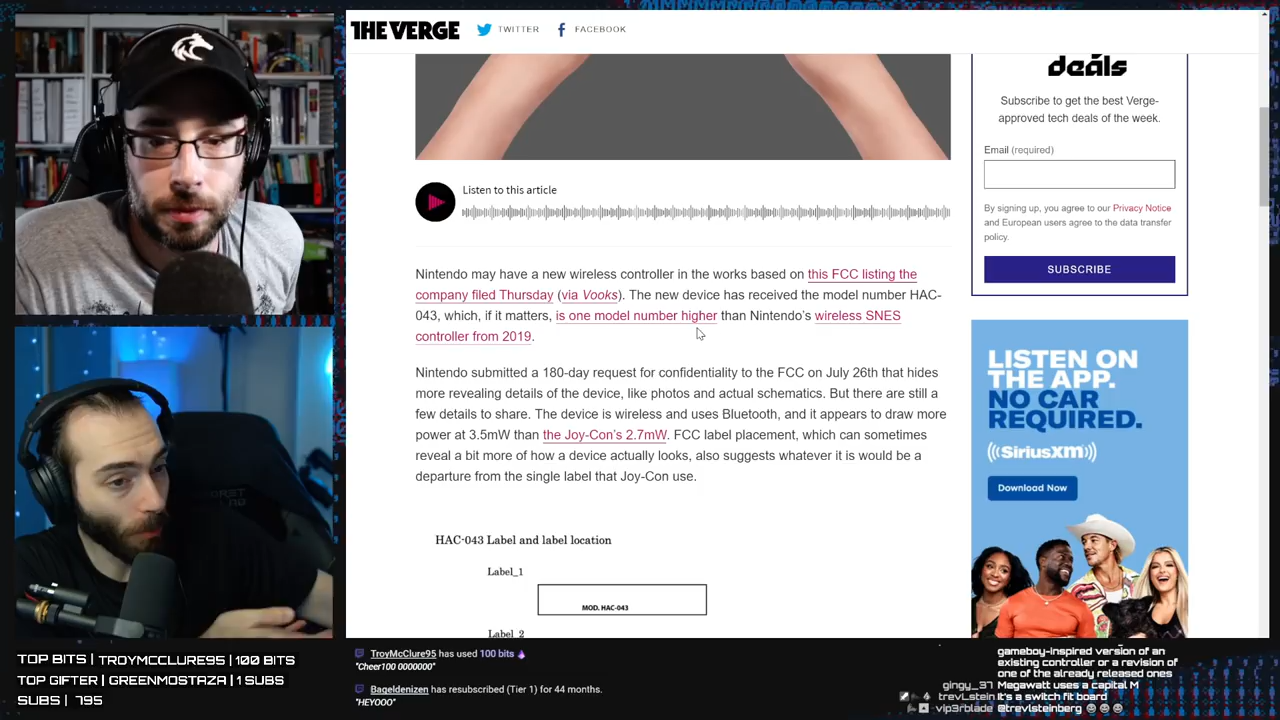 THE VERGE
TWITTER
FACEBOOK
Listen to this article
Nintendo may have a new wireless controller in the works based on this FCC listing the
company filed Thursday (via Vooks). The new device has received the model number HAC-
043, which, if it matters, is one model number higher than Nintendo's wireless SNES
controller from 2019.
Nintendo submitted a 180-day request for confidentiality to the FCC on July 26th that hides
more revealing details of the device, like photos and actual schematics. But there are still a
few details to share. The device is wireless and uses Bluetooth, and it appears to draw more
power at 3.5mW than the Joy-Con's 2.7mW. FCC label placement, which can sometimes
reveal a bit more of how a device actually looks, also suggests whatever it is would be a
departure from the single label that Joy-Con use.
HAC-043 Label and label location
Label_1
MOD. HAC-043
Label_2
deals
Subscribe to get the best Verge-
approved tech deals of the week.
Email (required)
By signing up, you agree to our Privacy Notice
and European users agree to the data transfer
policy.
SUBSCRIBE
LISTEN ON
THE APP.
NO CAR
REQUIRED.
((SiriusXM))
Download Now
TOP BITS | TROYMCCLURE95 | 100 BITS
TOP GIFTER | GREENMOSTAZA | 1 SUBS
SUBS | 795
TroyMcClure95 has used 100 bits
"Cheer100 0000000"
Bageldenizen has resubscribed (Tier 1) for 44 months.
"HEYOOO"
gameboy-inspired version of an
existing controller or a revision of
one of the already released ones
gingy_37 Megawatt uses a capital M
trevl_stein it's a switch fit board
vip3rblade @trevlsteinberg